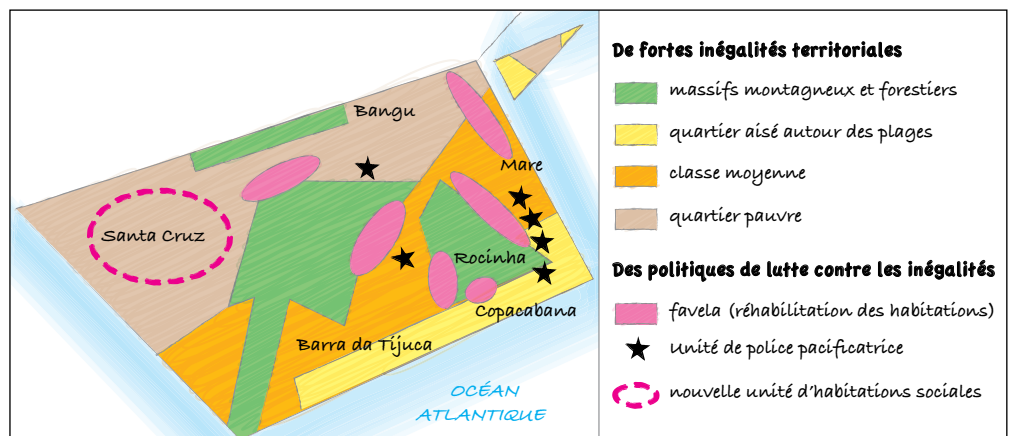 Bangu
Mare
Santa Cruz
Rocinha
Copacabana
Barra da Tijuca
OCÉAN
ATLANTIQUE
De fortes inégalités territoriales
massifs montagneux et forestiers
quartier aisé autour des plages
classe moyenne
quartier pauvre
Des politiques de lutte contre les inégalités
favela (réhabilitation des habitations)
Unité de police pacificatrice
nouvelle unité d'habitations sociales